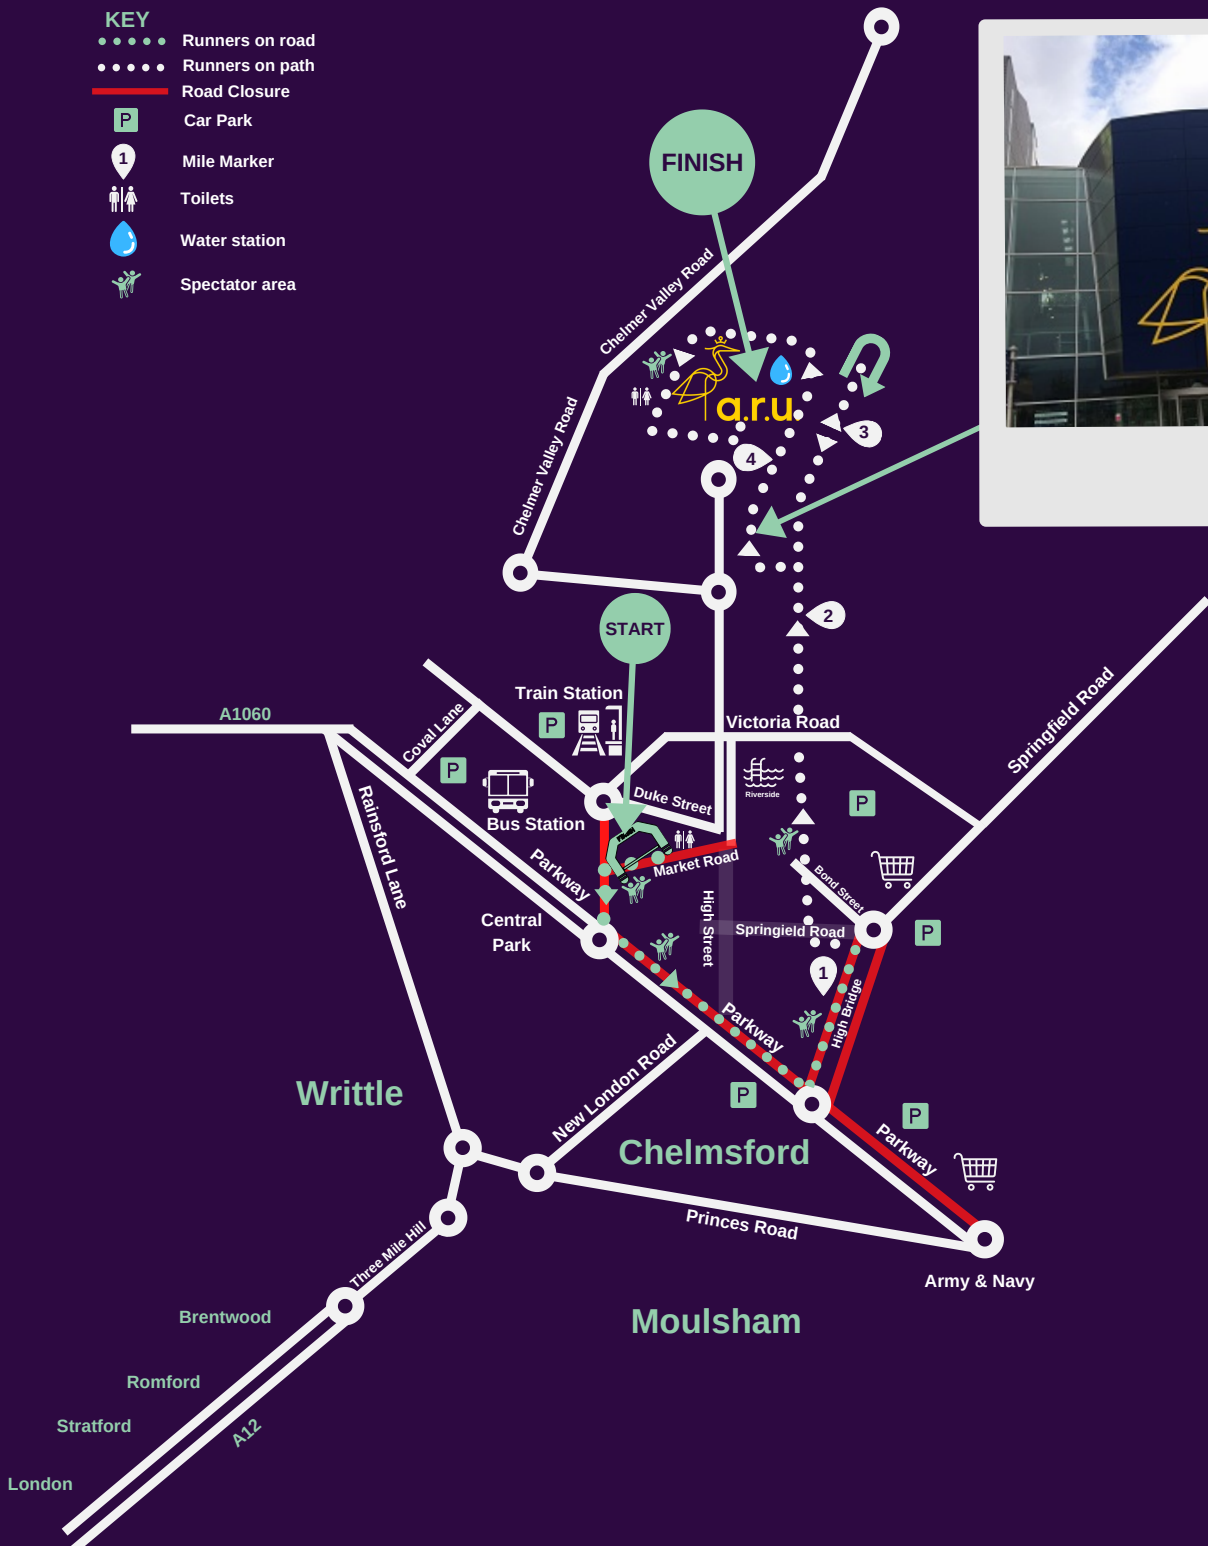 KEY
Runners on road
Runners on path
Road Closure
P
Car Park
1
Mile Marker
Toilets
Water station
Spectator area
FINISH
Chelmer Valley Road
a.r.u
3
4
Chelmer Valley Road
2
START
Train Station
P
A1060
Coval Lane
Victoria Road
Springfield Road
P
Riverside
Duke Street
P
Bus Station
Rainsford Lane
Parkway
Market Road
Bond Street
High Street
Central
Park
Springield Road
P
1
High Bridge
Parkway
New London Road
Writtle
P
P
Chelmsford
Parkway
Princes Road
Three Mile Hill
Army & Navy
Brentwood
Moulsham
Romford
Stratford
A12
London